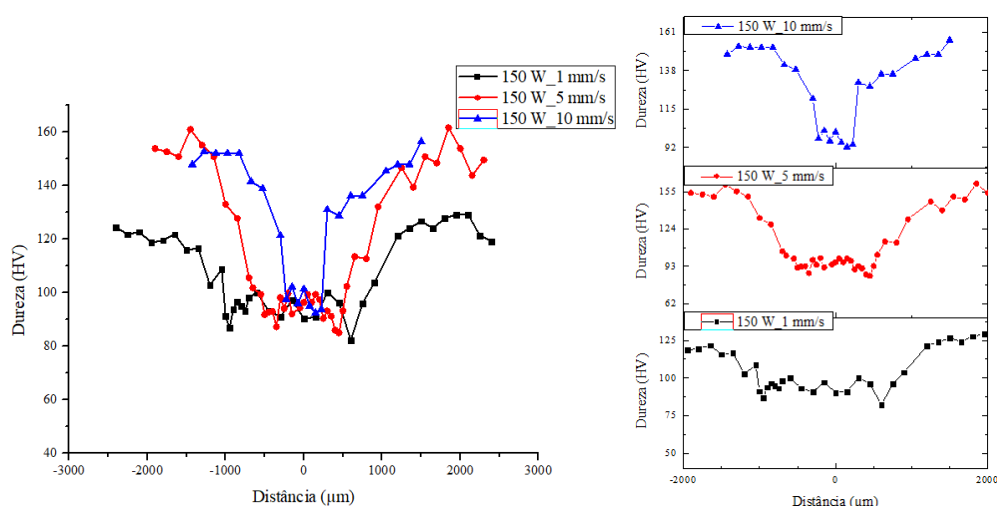 150 W_1 mm/s
150 W_5 mm/s
150 W_10 mm/s
160
140
120
100
80
60
40
Dureza (HV)
-3000 -2000 -1000 0 1000 2000 3000
Distância (µm)
150 W_10 mm/s
161
138
115
92
Dureza (HV)
150 W_5 mm/s
155
124
93
62
Dureza (HV)
150 W_1 mm/s
125
100
75
50
Dureza (HV)
-2000 0 2000
Distância (µm)